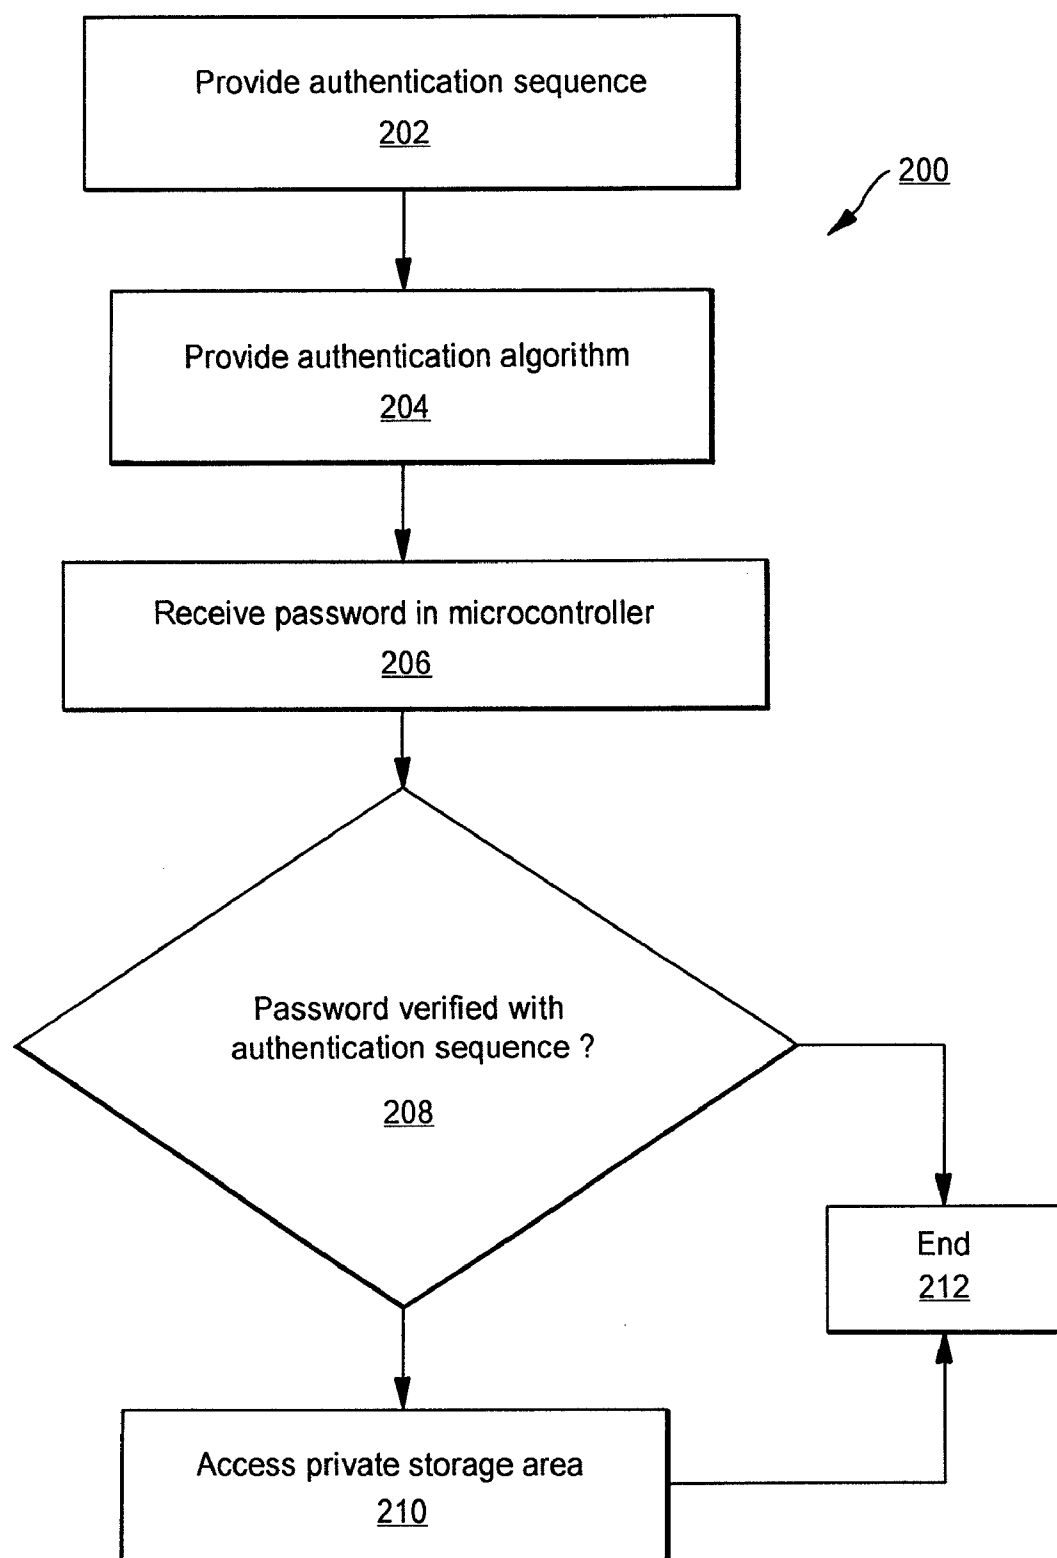 Provide authentication sequence
202
200
Provide authentication algorithm
204
Receive password in microcontroller
206
Password verified with
authentication sequence ?
208
End
212
Access private storage area
210